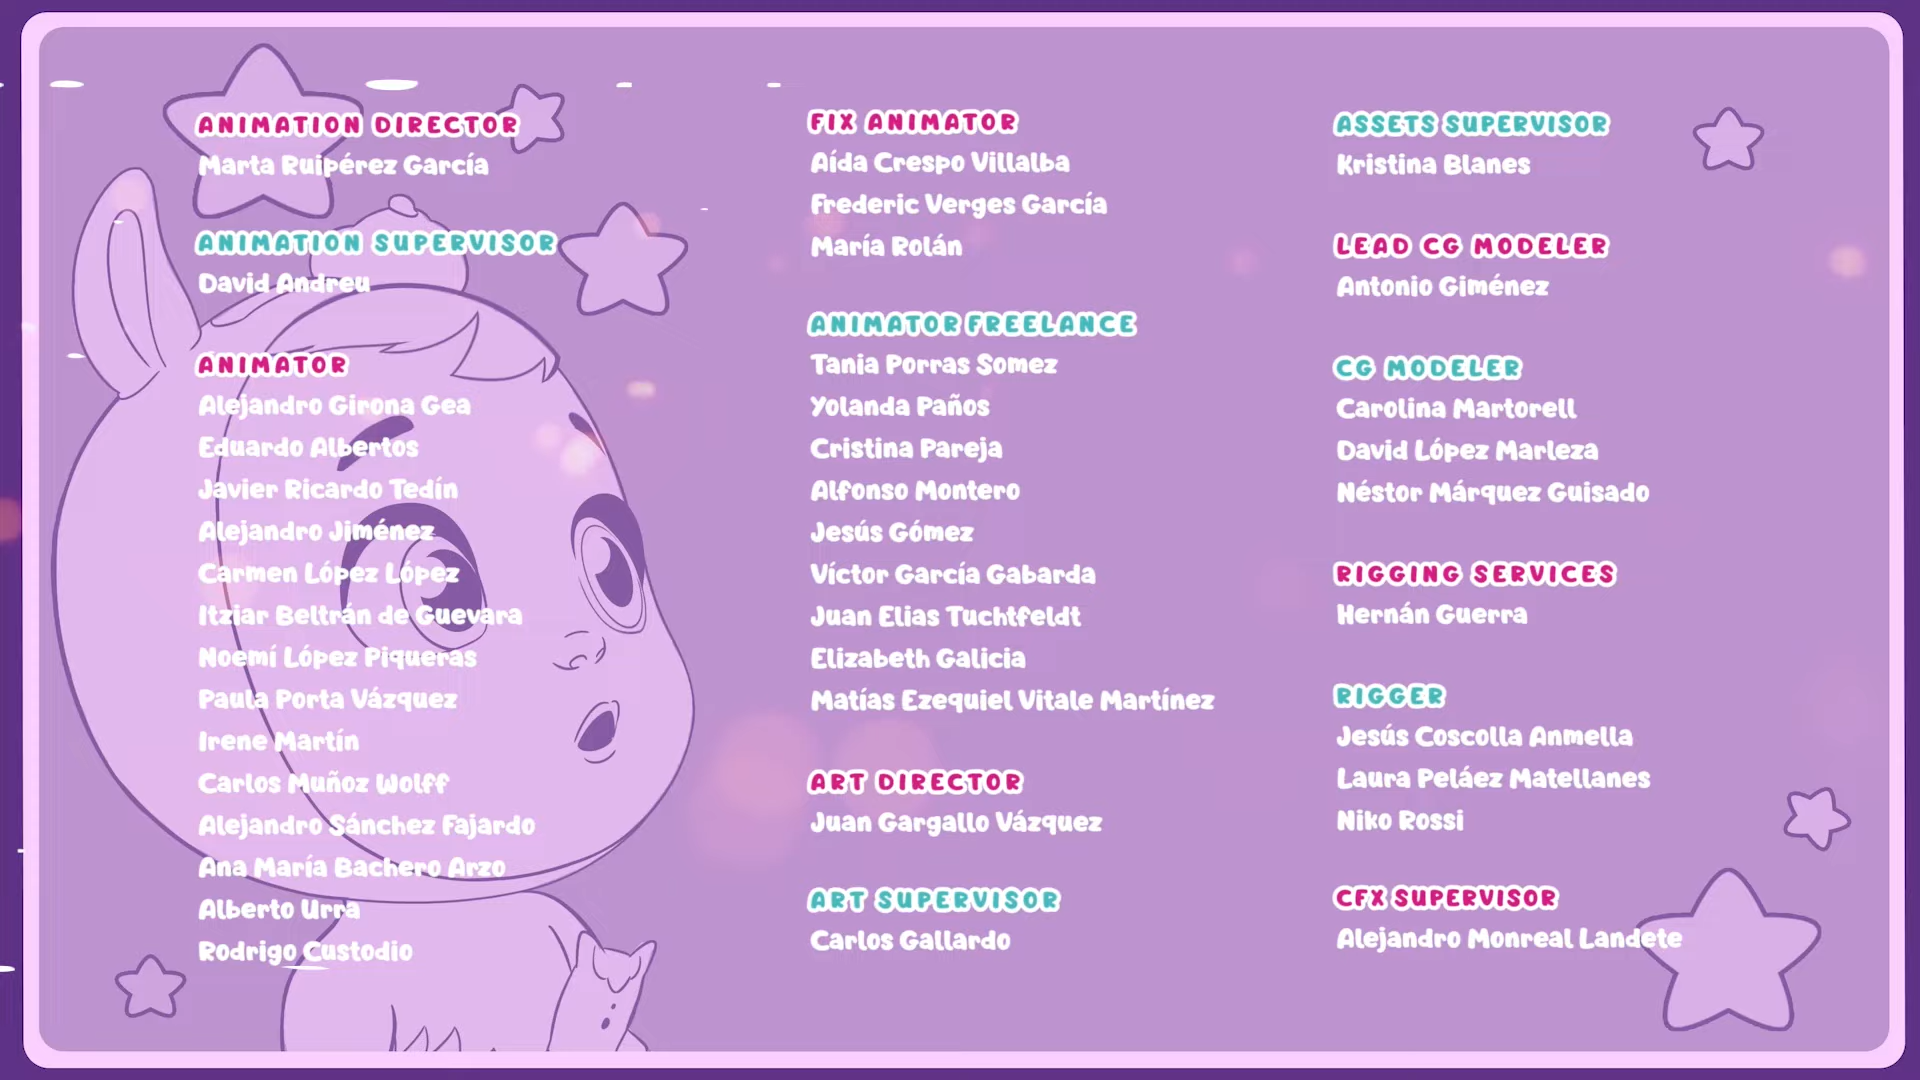 ANIMATION DIRECTOR
Marta Ruipérez García
ANIMATION SUPERVISOR
David Andreu
ANIMATOR
Alejandro Girona Gea
Eduardo Albertos
Javier Ricardo Tedín
Alejandro Jiménez
Carmen López López
Itziar Beltrán de Guevara
Noemí López Piqueras
Paula Porta Vázquez
Irene Martín
Carlos Muñoz Wolff
Alejandro Sánchez Fajardo
Ana María Bachero Arzo
Alberto Urra
Rodrigo Custodio
FIX ANIMATOR
Aída Crespo Villalba
Frederic Verges García
María Rolán
ANIMATOR FREELANCE
Tania Porras Somez
Yolanda Paños
Cristina Pareja
Alfonso Montero
Jesús Gómez
Víctor García Gabarda
Juan Elias Tuchtfeldt
Elizabeth Galicia
Matías Ezequiel Vitale Martínez
ART DIRECTOR
Juan Gargallo Vázquez
ART SUPERVISOR
Carlos Gallardo
ASSETS SUPERVISOR
Kristina Blanes
LEAD CG MODELER
Antonio Giménez
CG MODELER
Carolina Martorell
David López Marleza
Néstor Márquez Guisado
RIGGING SERVICES
Hernán Guerra
RIGGER
Jesús Coscolla Anmella
Laura Peláez Matellanes
Niko Rossi
CFX SUPERVISOR
Alejandro Monreal Landete